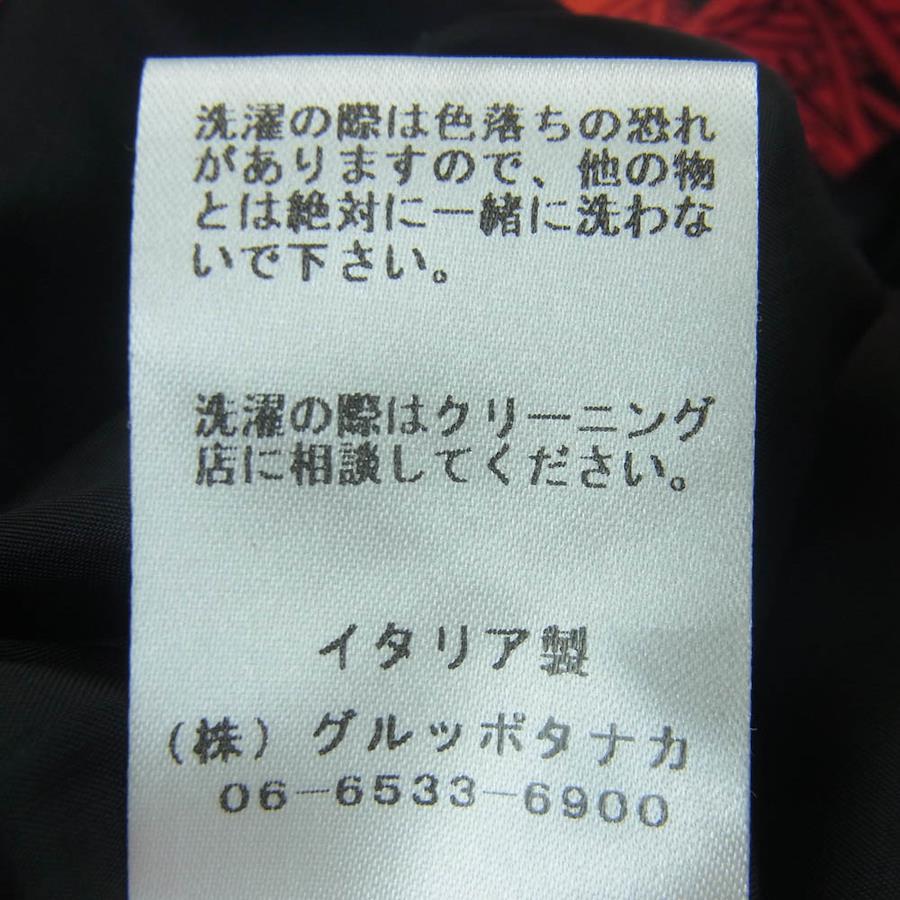 洗濯の際は色落ちの恐れ
がありますので、他の物
とは絶対に一緒に洗わな
いで下さい。
洗濯の際はクリーニング
店に相談してください。
イタリア製
(株)グルッポタナカ
06-6533-6900